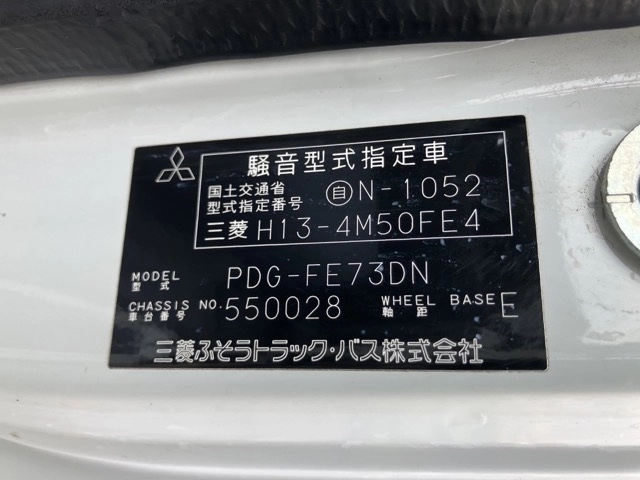 騒音型式指定車
国土交通省
型式指定番号 自 N-1052
三菱 H13-4M50FE4
MODEL
型式 PDG-FE73DN
CHASSIS NO.
車台番号 550028 WHEEL BASE
軸距 E
三菱ふそうトラック・バス株式会社